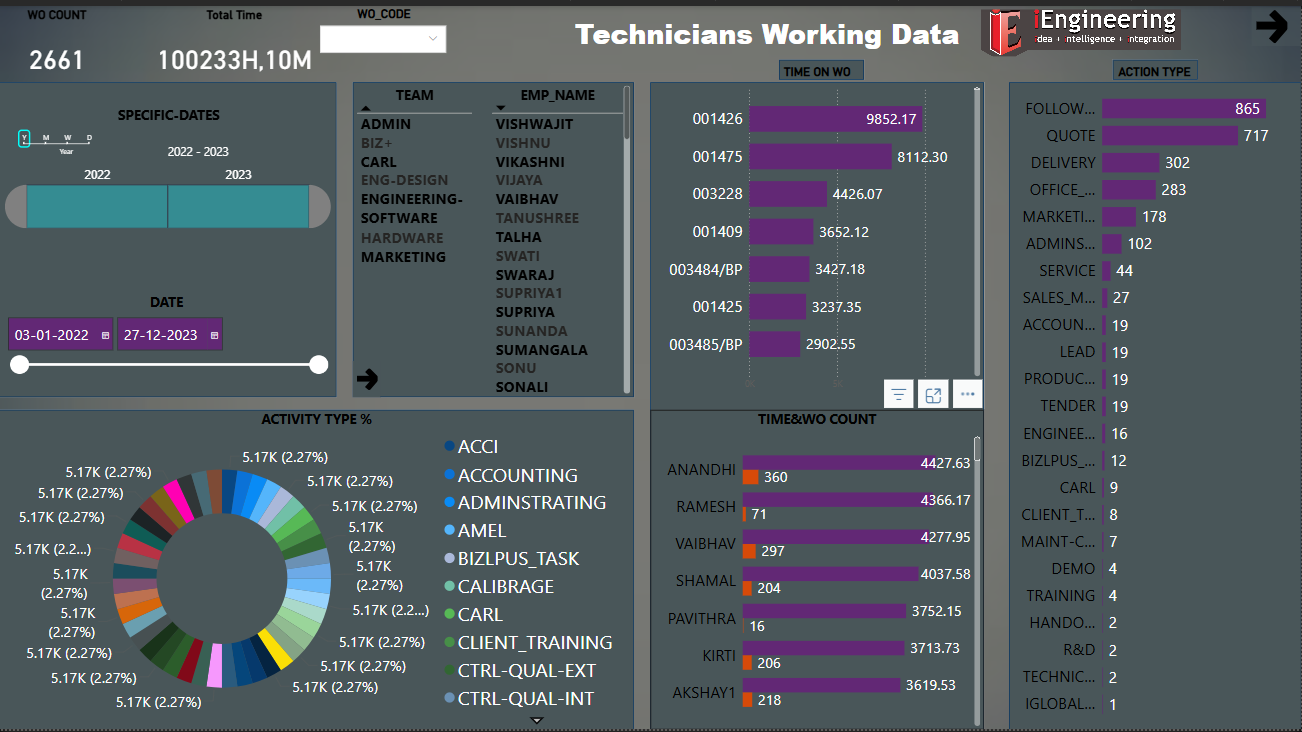 WO COUNT
2661
Total Time
100233H,10M
WO_CODE
Technicians Working Data
iEngineering
idea + intelligence + integration
SPECIFIC-DATES
Y M W D
Year
2022 - 2023
2022 2023
DATE
03-01-2022 27-12-2023
TEAM
ADMIN
BIZ+
CARL
ENG-DESIGN
ENGINEERING-
SOFTWARE
HARDWARE
MARKETING
EMP_NAME
VISHWAJIT
VISHNU
VIKASHNI
VIJAYA
VAIBHAV
TANUSHREE
TALHA
SWATI
SWARAJ
SUPRIYA1
SUPRIYA
SUNANDA
SUMANGALA
SONU
SONALI
TIME ON WO
001426 9852.17
001475 8112.30
003228 4426.07
001409 3652.12
003484/BP 3427.18
001425 3237.35
003485/BP 2902.55
0K 5K
ACTION TYPE
FOLLOW... 865
QUOTE 717
DELIVERY 302
OFFICE_... 283
MARKETI... 178
ADMINS... 102
SERVICE 44
SALES_M... 27
ACCOUN... 19
LEAD 19
PRODUC... 19
TENDER 19
ENGINEE... 16
BIZLPUS_... 12
CARL 9
CLIENT_T... 8
MAINT-C... 7
DEMO 4
TRAINING 4
HANDO... 2
R&D 2
TECHNIC... 2
IGLOBAL... 1
ACTIVITY TYPE %
5.17K (2.27%)
5.17K (2.27%)
5.17K (2.27%)
5.17K
(2.27%)
5.17K
(2.27%)
5.17K (2.2...)
5.17K (2.27%)
5.17K (2.27%)
5.17K (2.27%)
5.17K (2.27%)
5.17K (2.27%)
5.17K (2.27%)
5.17K
(2.27%)
5.17K
(2.27%)
5.17K (2.2...)
5.17K (2.27%)
5.17K (2.27%)
5.17K (2.27%)
ACCI
ACCOUNTING
ADMINSTRATING
AMEL
BIZLPUS_TASK
CALIBRAGE
CARL
CLIENT_TRAINING
CTRL-QUAL-EXT
CTRL-QUAL-INT
TIME&WO COUNT
ANANDHI 4427.63
360
RAMESH 4366.17
71
VAIBHAV 4277.95
297
SHAMAL 4037.58
204
PAVITHRA 3752.15
16
KIRTI 3713.73
206
AKSHAY1 3619.53
218